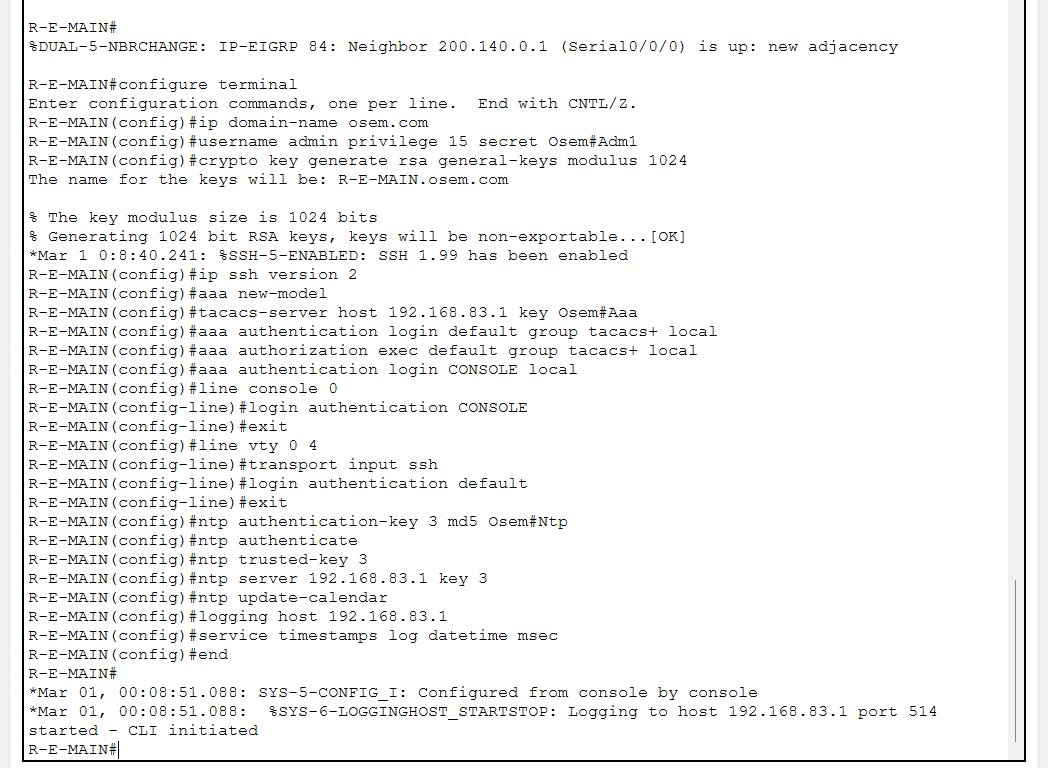 R-E-MAIN#
%DUAL-5-NBRCHANGE: IP-EIGRP 84: Neighbor 200.140.0.1 (Serial0/0/0) is up: new adjacency
R-E-MAIN#configure terminal
Enter configuration commands, one per line.  End with CNTL/Z.
R-E-MAIN(config)#ip domain-name osem.com
R-E-MAIN(config)#username admin privilege 15 secret Osem#Adm1
R-E-MAIN(config)#crypto key generate rsa general-keys modulus 1024
The name for the keys will be: R-E-MAIN.osem.com
% The key modulus size is 1024 bits
% Generating 1024 bit RSA keys, keys will be non-exportable...[OK]
*Mar 1 0:8:40.241: %SSH-5-ENABLED: SSH 1.99 has been enabled
R-E-MAIN(config)#ip ssh version 2
R-E-MAIN(config)#aaa new-model
R-E-MAIN(config)#tacacs-server host 192.168.83.1 key Osem#Aaa
R-E-MAIN(config)#aaa authentication login default group tacacs+ local
R-E-MAIN(config)#aaa authorization exec default group tacacs+ local
R-E-MAIN(config)#aaa authentication login CONSOLE local
R-E-MAIN(config)#line console 0
R-E-MAIN(config-line)#login authentication CONSOLE
R-E-MAIN(config-line)#exit
R-E-MAIN(config)#line vty 0 4
R-E-MAIN(config-line)#transport input ssh
R-E-MAIN(config-line)#login authentication default
R-E-MAIN(config-line)#exit
R-E-MAIN(config)#ntp authentication-key 3 md5 Osem#Ntp
R-E-MAIN(config)#ntp authenticate
R-E-MAIN(config)#ntp trusted-key 3
R-E-MAIN(config)#ntp server 192.168.83.1 key 3
R-E-MAIN(config)#ntp update-calendar
R-E-MAIN(config)#logging host 192.168.83.1
R-E-MAIN(config)#service timestamps log datetime msec
R-E-MAIN(config)#end
R-E-MAIN#
*Mar 01, 00:08:51.088: SYS-5-CONFIG_I: Configured from console by console
*Mar 01, 00:08:51.088:  %SYS-6-LOGGINGHOST_STARTSTOP: Logging to host 192.168.83.1 port 514
started - CLI initiated
R-E-MAIN#